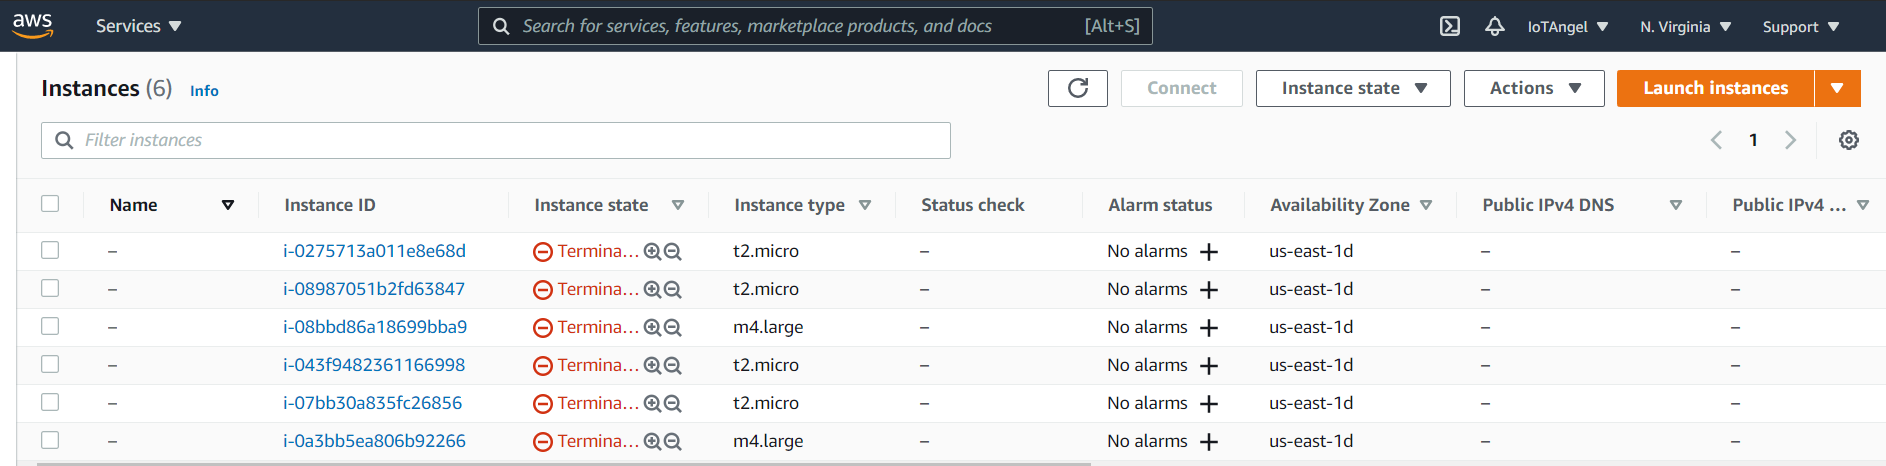 aws Services Search for services, features, marketplace products, and docs [Alt+S] IoTAngel N. Virginia Support
Instances (6) Info Connect Instance state Actions Launch instances
Filter instances 1
Name Instance ID Instance state Instance type Status check Alarm status Availability Zone Public IPv4 DNS Public IPv4 ...
– i-0275713a011e8e68d Termina... t2.micro – No alarms + us-east-1d – –
– i-08987051b2fd63847 Termina... t2.micro – No alarms + us-east-1d – –
– i-08bbd86a18699bba9 Termina... m4.large – No alarms + us-east-1d – –
– i-043f9482361166998 Termina... t2.micro – No alarms + us-east-1d – –
– i-07bb30a835fc26856 Termina... t2.micro – No alarms + us-east-1d – –
– i-0a3bb5ea806b92266 Termina... m4.large – No alarms + us-east-1d – –